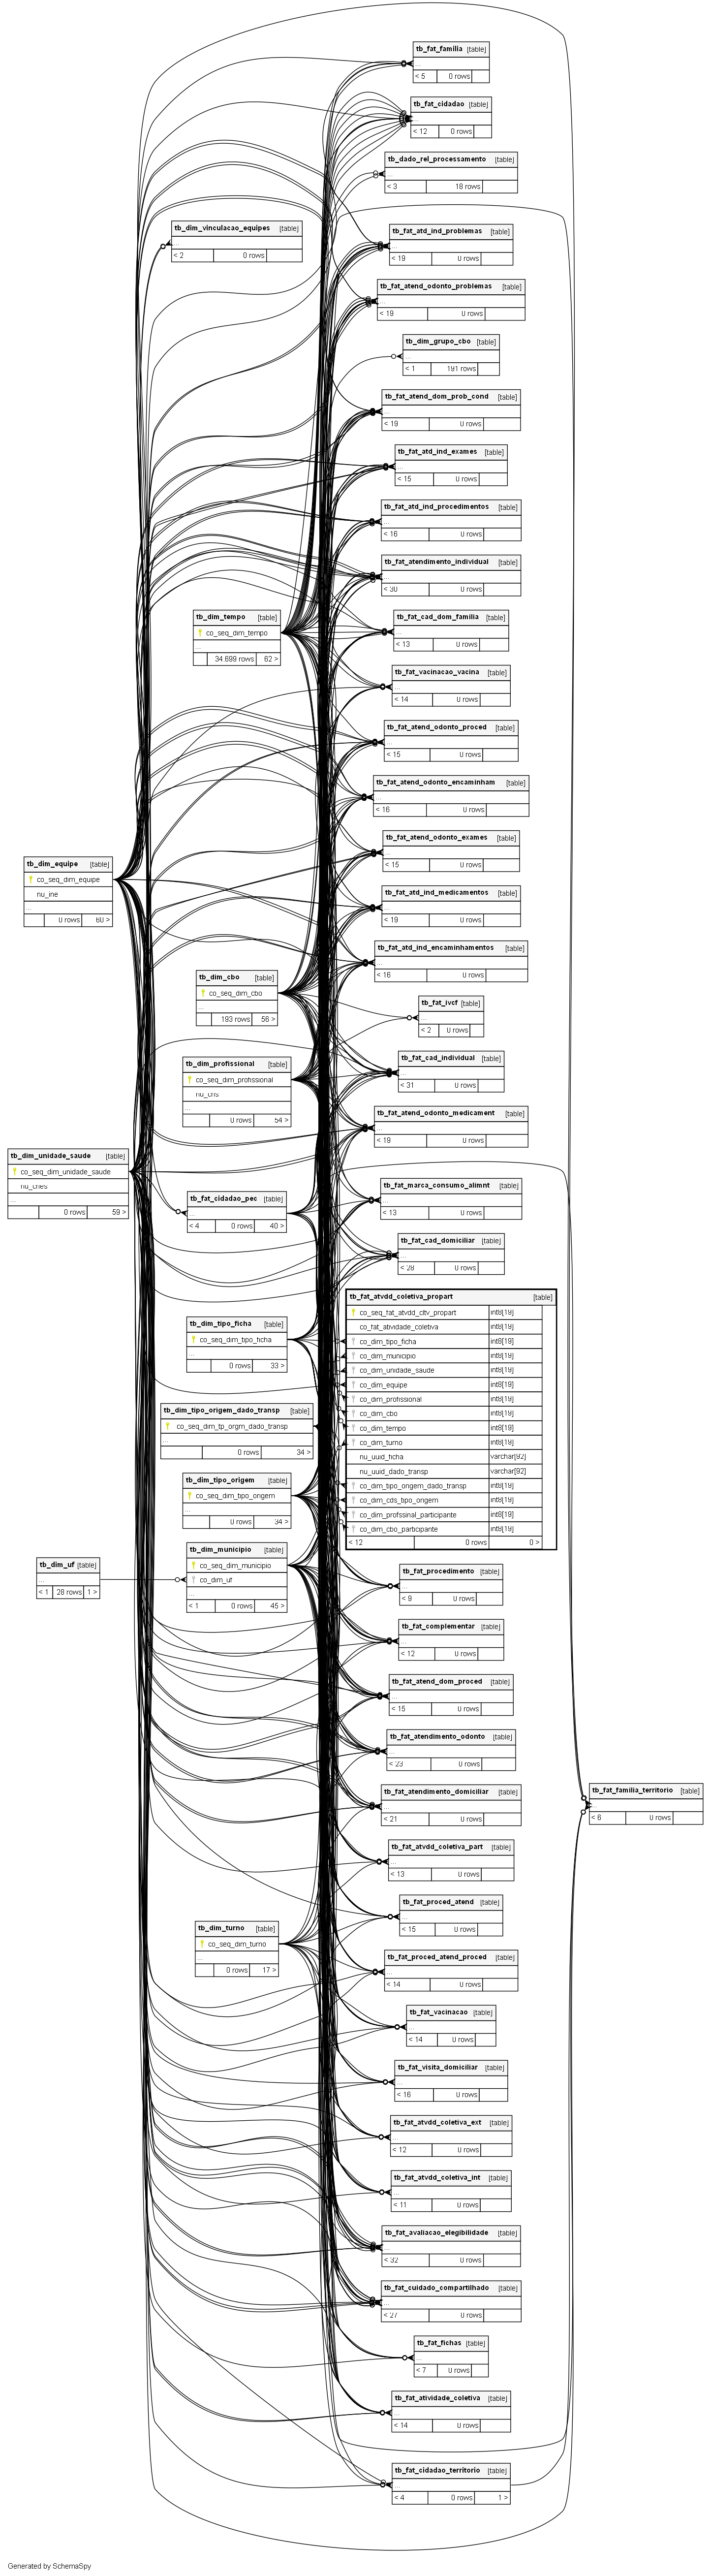 tb_fat_familia [table]
...
< 5 0 rows
tb_fat_cidadao [table]
...
< 12 0 rows
tb_dado_rel_processamento [table]
...
< 3 18 rows
tb_fat_atd_ind_problemas [table]
...
< 19 0 rows
tb_dim_vinculacao_equipes [table]
...
< 2 0 rows
tb_fat_atend_odonto_problemas [table]
...
< 19 0 rows
tb_dim_grupo_cbo [table]
...
< 1 191 rows
tb_fat_atend_dom_prob_cond [table]
...
< 19 0 rows
tb_fat_atd_ind_exames [table]
...
< 15 0 rows
tb_fat_atd_ind_procedimentos [table]
...
< 16 0 rows
tb_fat_atendimento_individual [table]
...
< 30 0 rows
tb_dim_tempo [table]
co_seq_dim_tempo
...
34.699 rows 62 >
tb_fat_cad_dom_familia [table]
...
< 13 0 rows
tb_fat_vacinacao_vacina [table]
...
< 14 0 rows
tb_fat_atend_odonto_proced [table]
...
< 15 0 rows
tb_fat_atend_odonto_encaminham [table]
...
< 16 0 rows
tb_fat_atend_odonto_exames [table]
...
< 15 0 rows
tb_dim_equipe [table]
co_seq_dim_equipe
nu_ine
...
0 rows 60 >
tb_fat_atd_ind_medicamentos [table]
...
< 19 0 rows
tb_fat_atd_ind_encaminhamentos [table]
...
< 16 0 rows
tb_dim_cbo [table]
co_seq_dim_cbo
...
193 rows 56 >
tb_fat_ivcf [table]
...
< 2 0 rows
tb_dim_profissional [table]
co_seq_dim_profissional
nu_cns
...
0 rows 54 >
tb_fat_cad_individual [table]
...
< 31 0 rows
tb_fat_atend_odonto_medicament [table]
...
< 19 0 rows
tb_dim_unidade_saude [table]
co_seq_dim_unidade_saude
nu_cnes
...
0 rows 59 >
tb_fat_cidadao_pec [table]
...
< 4 0 rows 40 >
tb_fat_marca_consumo_alimnt [table]
...
< 13 0 rows
tb_fat_cad_domiciliar [table]
...
< 28 0 rows
tb_fat_atvdd_coletiva_propart [table]
co_seq_fat_atvdd_cltv_propart int8[19]
co_fat_atividade_coletiva int8[19]
co_dim_tipo_ficha int8[19]
co_dim_municipio int8[19]
co_dim_unidade_saude int8[19]
co_dim_equipe int8[19]
co_dim_profissional int8[19]
co_dim_cbo int8[19]
co_dim_tempo int8[19]
co_dim_turno int8[19]
nu_uuid_ficha varchar[92]
nu_uuid_dado_transp varchar[92]
co_dim_tipo_origem_dado_transp int8[19]
co_dim_cds_tipo_origem int8[19]
co_dim_profssinal_participante int8[19]
co_dim_cbo_participante int8[19]
< 12 0 rows 0 >
tb_dim_tipo_ficha [table]
co_seq_dim_tipo_ficha
...
0 rows 33 >
tb_dim_tipo_origem_dado_transp [table]
co_seq_dim_tp_orgm_dado_transp
...
0 rows 34 >
tb_dim_tipo_origem [table]
co_seq_dim_tipo_origem
...
0 rows 34 >
tb_dim_municipio [table]
co_seq_dim_municipio
co_dim_uf
...
< 1 0 rows 45 >
tb_dim_uf [table]
...
< 1 28 rows 1 >
tb_fat_procedimento [table]
...
< 9 0 rows
tb_fat_complementar [table]
...
< 12 0 rows
tb_fat_atend_dom_proced [table]
...
< 15 0 rows
tb_fat_atendimento_odonto [table]
...
< 23 0 rows
tb_fat_atendimento_domiciliar [table]
...
< 21 0 rows
tb_fat_familia_territorio [table]
...
< 6 0 rows
tb_fat_atvdd_coletiva_part [table]
...
< 13 0 rows
tb_fat_proced_atend [table]
...
< 15 0 rows
tb_dim_turno [table]
co_seq_dim_turno
...
0 rows 17 >
tb_fat_proced_atend_proced [table]
...
< 14 0 rows
tb_fat_vacinacao [table]
...
< 14 0 rows
tb_fat_visita_domiciliar [table]
...
< 16 0 rows
tb_fat_atvdd_coletiva_ext [table]
...
< 12 0 rows
tb_fat_atvdd_coletiva_int [table]
...
< 11 0 rows
tb_fat_avaliacao_elegibilidade [table]
...
< 32 0 rows
tb_fat_cuidado_compartilhado [table]
...
< 27 0 rows
tb_fat_fichas [table]
...
< 7 0 rows
tb_fat_atividade_coletiva [table]
...
< 14 0 rows
tb_fat_cidadao_territorio [table]
...
< 4 0 rows 1 >
Generated by SchemaSpy